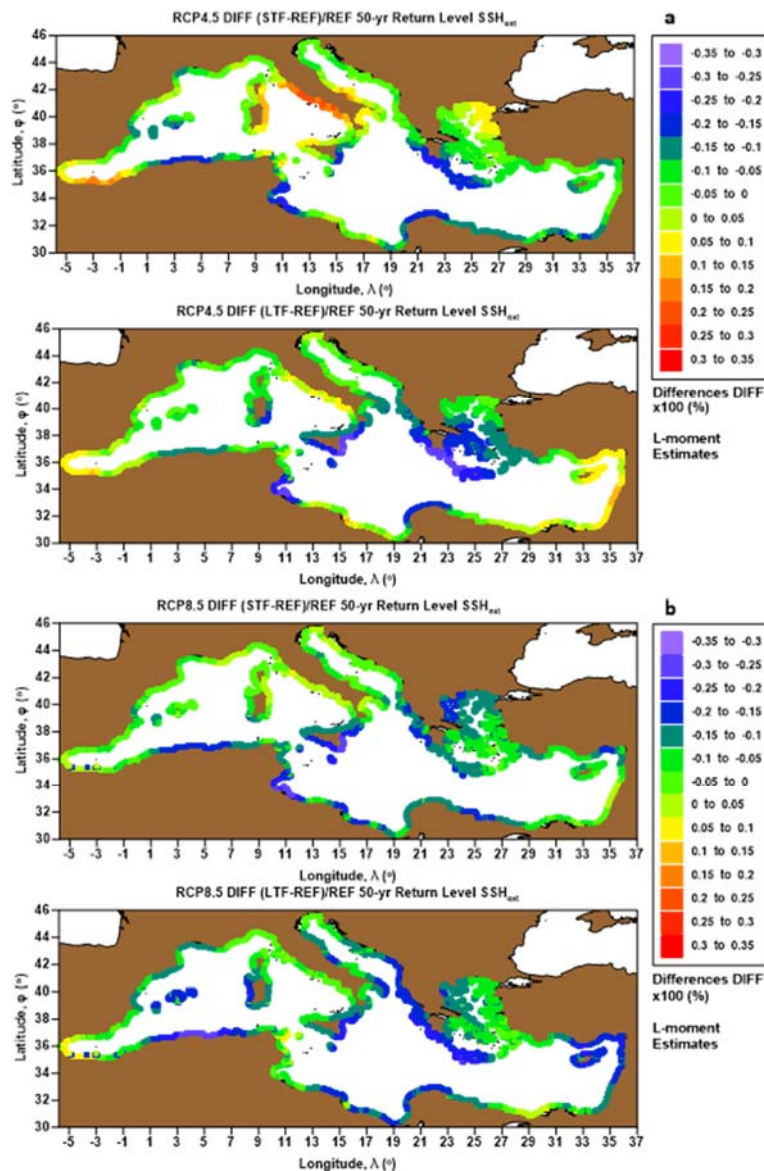 RCP4.5 DIFF (STF-REF)/REF 50-yr Return Level SSHext
a
46
44
42
40
38
36
34
32
30
Latitude, φ (º)
-5 -3 -1 1 3 5 7 9 11 13 15 17 19 21 23 25 27 29 31 33 35 37
Longitude, λ (º)
-0.35 to -0.3
-0.3 to -0.25
-0.25 to -0.2
-0.2 to -0.15
-0.15 to -0.1
-0.1 to -0.05
-0.05 to 0
0 to 0.05
0.05 to 0.1
0.1 to 0.15
0.15 to 0.2
0.2 to 0.25
0.25 to 0.3
0.3 to 0.35
Differences DIFF
x100 (%)
L-moment
Estimates
RCP4.5 DIFF (LTF-REF)/REF 50-yr Return Level SSHext
46
44
42
40
38
36
34
32
30
Latitude, φ (º)
-5 -3 -1 1 3 5 7 9 11 13 15 17 19 21 23 25 27 29 31 33 35 37
Longitude, λ (º)
RCP8.5 DIFF (STF-REF)/REF 50-yr Return Level SSHext
b
46
44
42
40
38
36
34
32
30
Latitude, φ (º)
-5 -3 -1 1 3 5 7 9 11 13 15 17 19 21 23 25 27 29 31 33 35 37
Longitude, λ (º)
-0.35 to -0.3
-0.3 to -0.25
-0.25 to -0.2
-0.2 to -0.15
-0.15 to -0.1
-0.1 to -0.05
-0.05 to 0
0 to 0.05
0.05 to 0.1
0.1 to 0.15
0.15 to 0.2
0.2 to 0.25
0.25 to 0.3
0.3 to 0.35
Differences DIFF
x100 (%)
L-moment
Estimates
RCP8.5 DIFF (LTF-REF)/REF 50-yr Return Level SSHext
46
44
42
40
38
36
34
32
30
Latitude, φ (º)
-5 -3 -1 1 3 5 7 9 11 13 15 17 19 21 23 25 27 29 31 33 35 37
Longitude, λ (º)